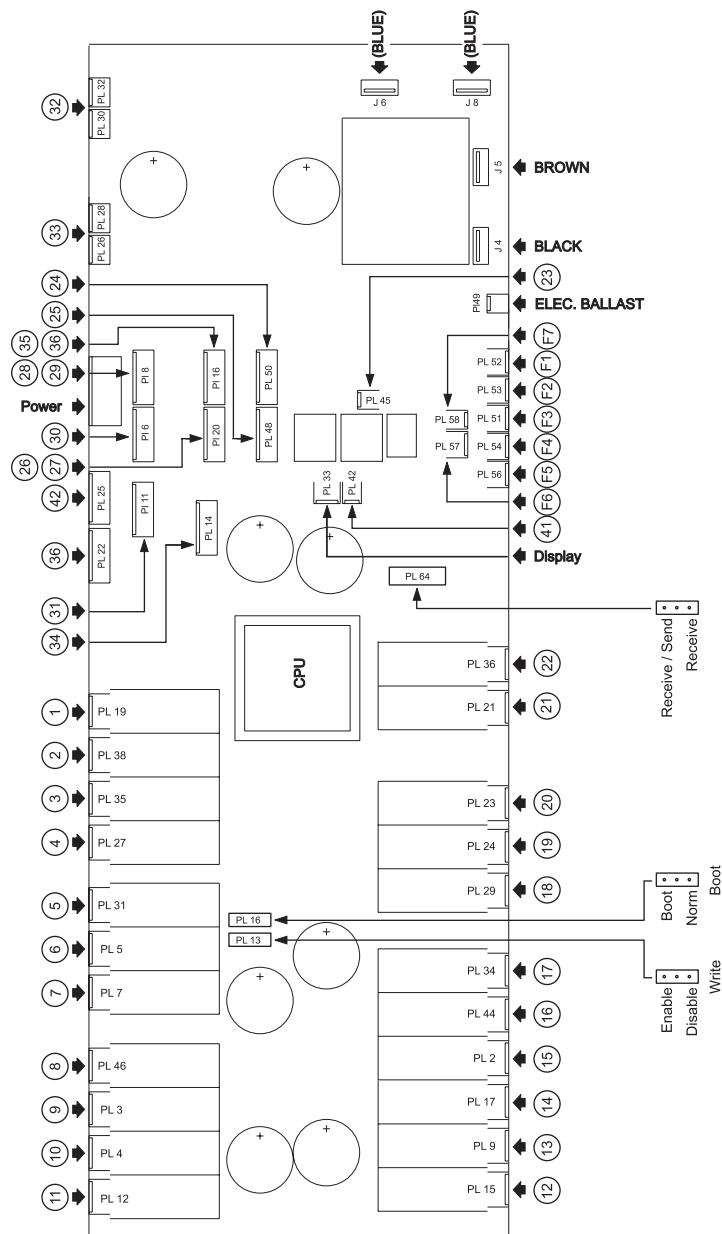 (BLUE)
(BLUE)
J 6
J 8
32
PL 32
PL 30
33
PL 28
PL 26
J 5
BROWN
J 4
BLACK
24
25
35
36
28
29
Power
30
26
27
42
36
31
34
23
PI49
ELEC. BALLAST
F7
F1
F2
F3
F4
F5
F6
41
Display
PI 8
PI 16
PL 50
PI 6
PI 20
PL 48
PL 45
PL 52
PL 53
PL 58
PL 51
PL 57
PL 54
PL 56
PL 25
PI 11
PL 14
PL 33
PL 42
PL 22
PL 64
Receive / Send
Receive
CPU
1
PL 19
2
PL 38
3
PL 35
4
PL 27
PL 36
22
PL 21
21
PL 23
20
PL 24
19
PL 29
18
5
PL 31
6
PL 5
7
PL 7
PL 16
PL 13
Boot
Norm
Boot
Enable
Disable
Write
PL 34
17
PL 44
16
PL 2
15
PL 17
14
PL 9
13
PL 15
12
8
PL 46
9
PL 3
10
PL 4
11
PL 12
+
+
+
+
+
+
+
+